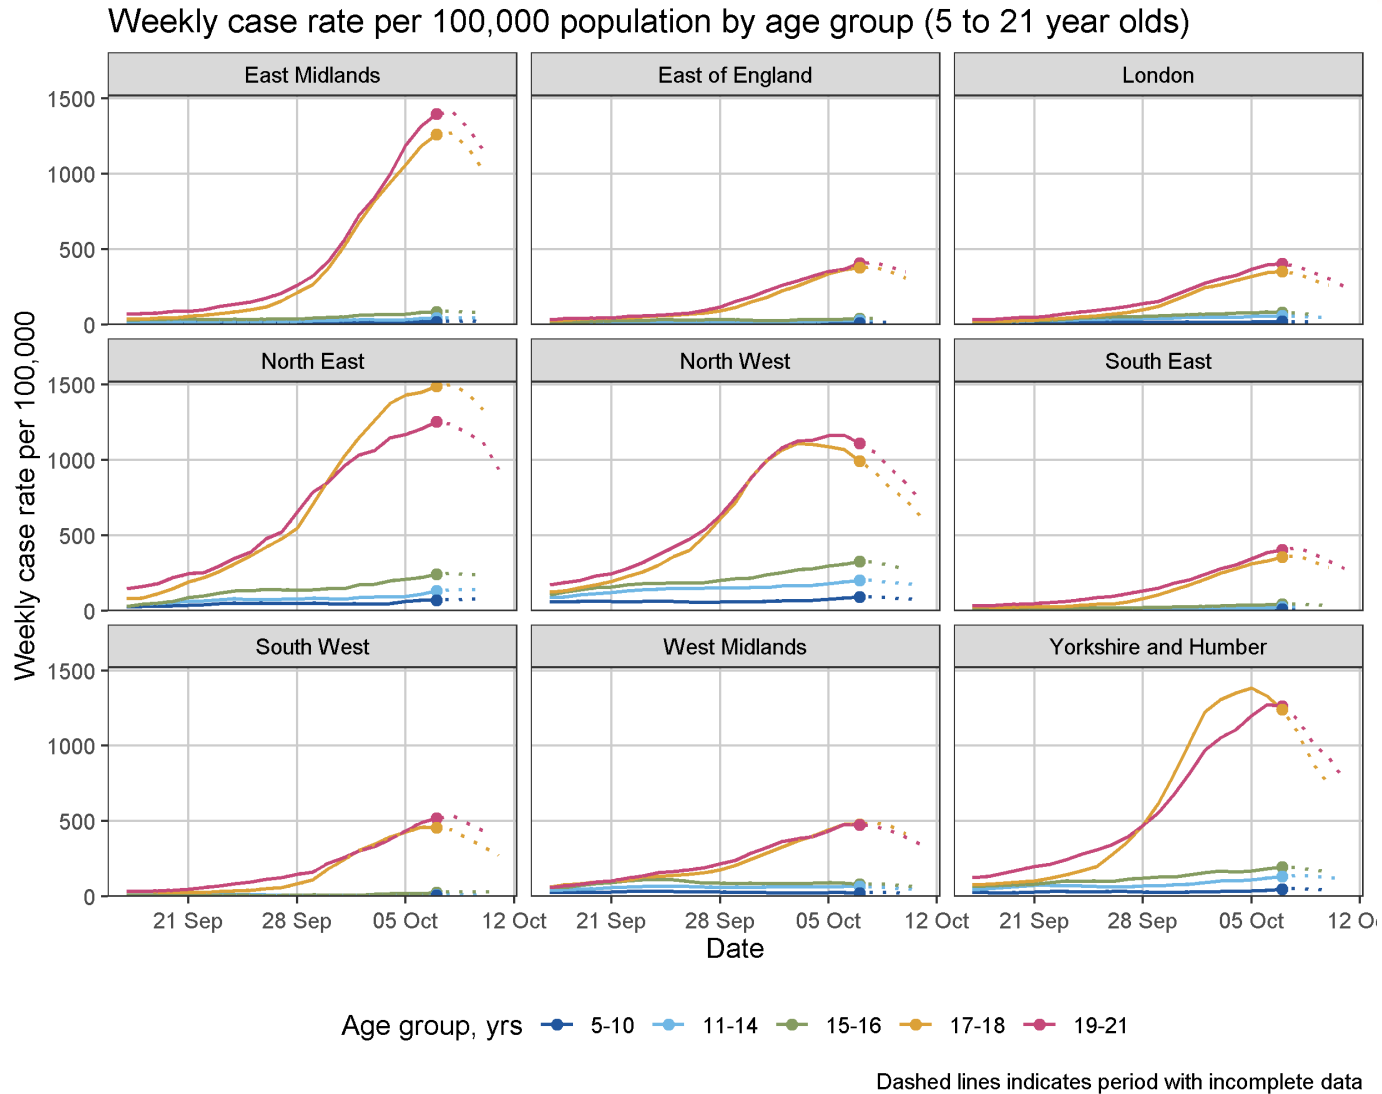 Weekly case rate per 100,000 population by age group (5 to 21 year olds)
East Midlands East of England London
1500
1000
500
0
North East North West South East
1500
1000
500
0
South West West Midlands Yorkshire and Humber
1500
1000
500
0
Weekly case rate per 100,000
21 Sep 28 Sep 05 Oct 12 Oct 21 Sep 28 Sep 05 Oct 12 Oct 21 Sep 28 Sep 05 Oct 12 O
Date
Age group, yrs 5-10 11-14 15-16 17-18 19-21
Dashed lines indicates period with incomplete data